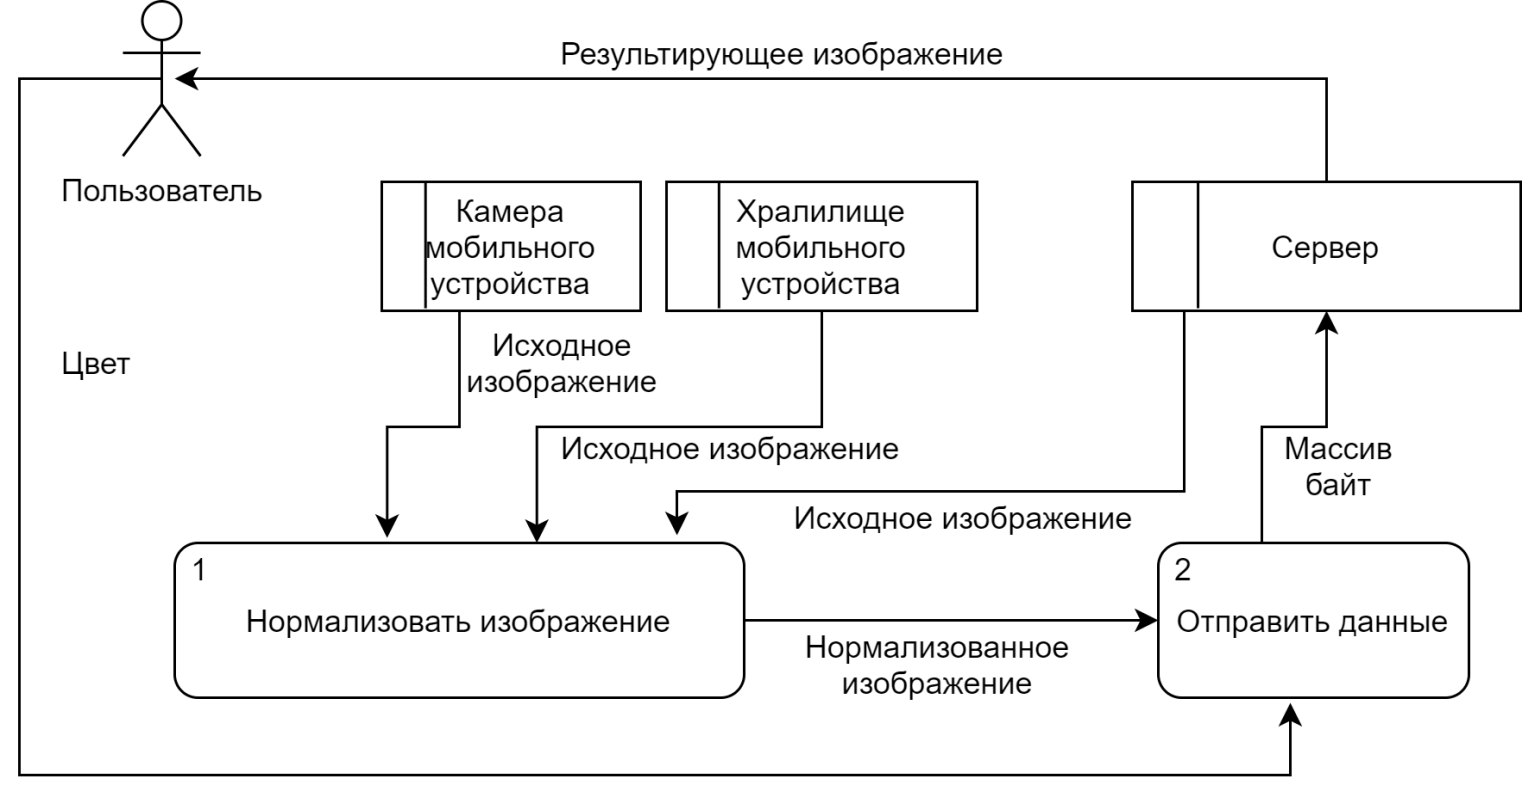 Результирующее изображение
Пользователь
Камера
мобильного
устройства
Хралилище
мобильного
устройства
Сервер
Цвет
Исходное
изображение
Исходное изображение
Массив
байт
Исходное изображение
1
Нормализовать изображение
2
Отправить данные
Нормализованное
изображение